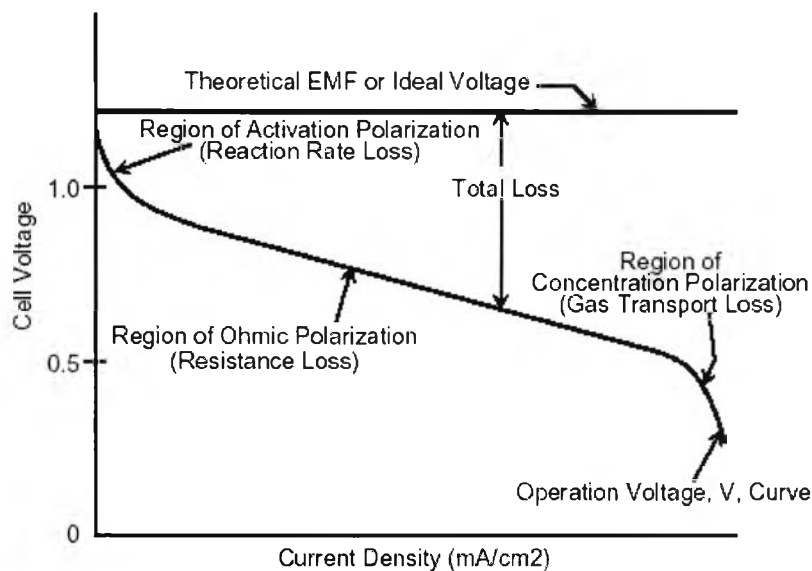 Theoretical EMF or Ideal Voltage
Region of Activation Polarization
(Reaction Rate Loss)
Total Loss
1.0
Cell Voltage
Region of
Concentration Polarization
(Gas Transport Loss)
Region of Ohmic Polarization
(Resistance Loss)
0.5
Operation Voltage, V, Curve
0
Current Density (mA/cm2)